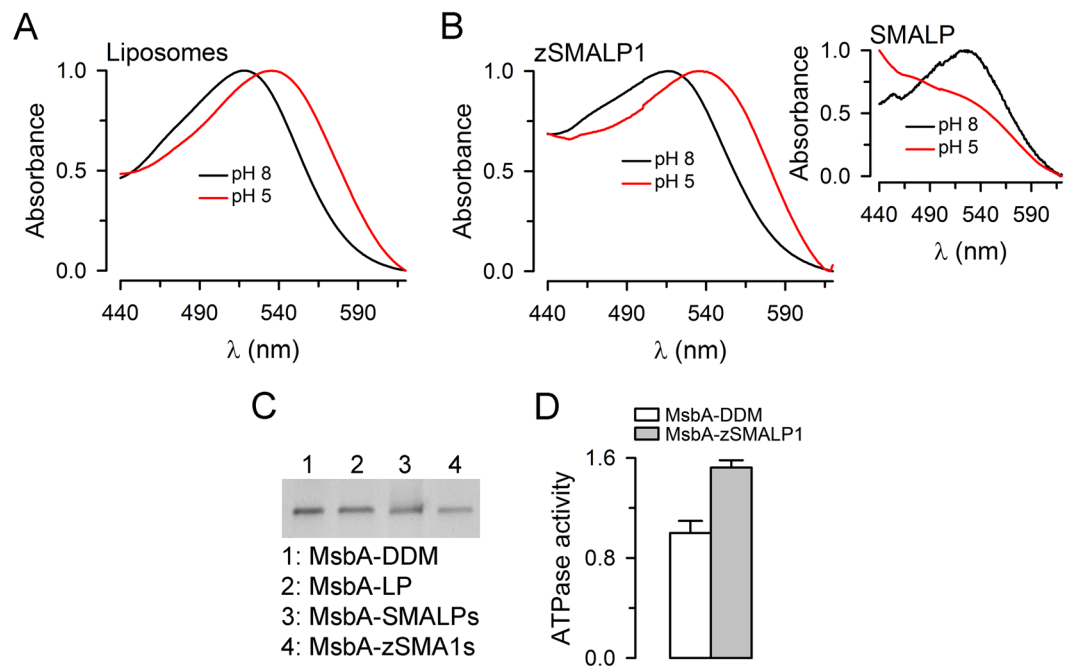 A
Liposomes
Absorbance
1.0
0.5
0.0
pH 8
pH 5
440 490 540 590
λ (nm)
B
zSMALP1
Absorbance
1.0
0.5
0.0
pH 8
pH 5
440 490 540 590
λ (nm)
SMALP
Absorbance
1.0
0.5
0.0
pH 8
pH 5
440 490 540 590
λ (nm)
C
1 2 3 4
1: MsbA-DDM
2: MsbA-LP
3: MsbA-SMALPs
4: MsbA-zSMA1s
D
MsbA-DDM
MsbA-zSMALP1
ATPase activity
1.6
0.8
0.0